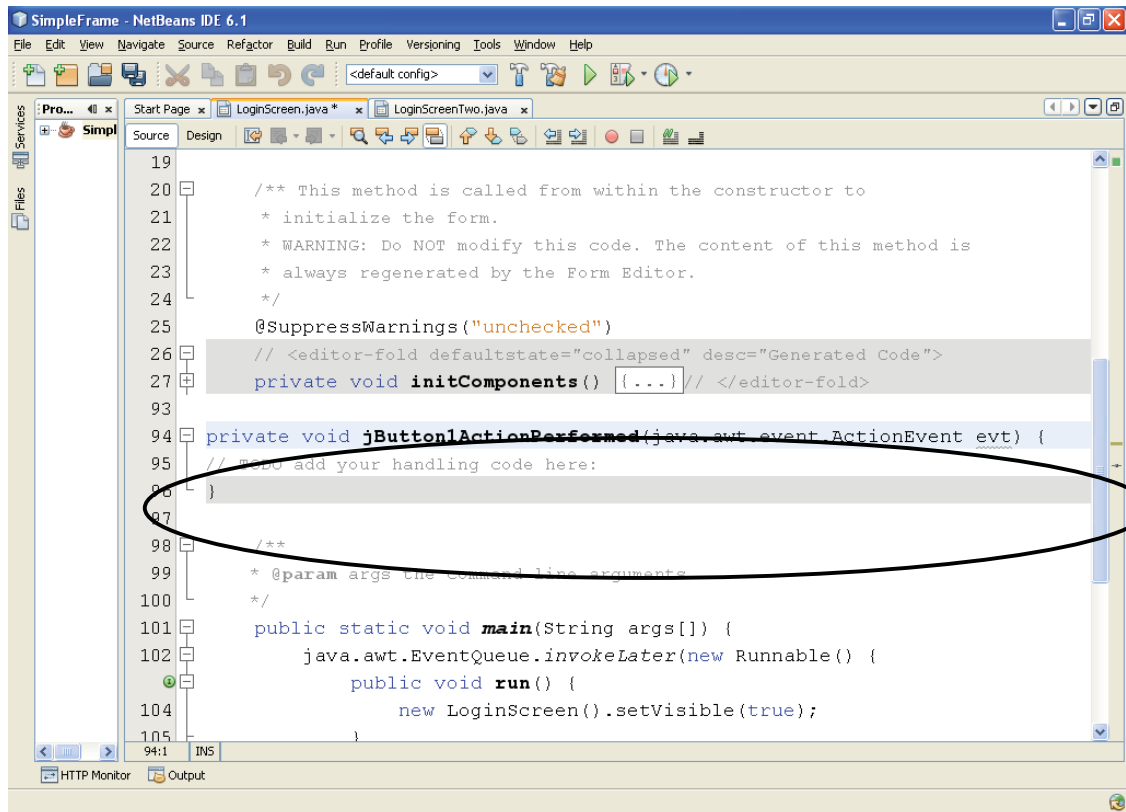 SimpleFrame - NetBeans IDE 6.1
File Edit View Navigate Source Refactor Build Run Profile Versioning Tools Window Help
<default config>
Services
Files
Pro...
Simpl
Start Page LoginScreen.java * LoginScreenTwo.java
Source Design
19
20 /** This method is called from within the constructor to
21 * initialize the form.
22 * WARNING: Do NOT modify this code. The content of this method is
23 * always regenerated by the Form Editor.
24 */
25 @SuppressWarnings("unchecked")
26 // <editor-fold defaultstate="collapsed" desc="Generated Code">
27 private void initComponents() {...}// </editor-fold>
93
94 private void jButton1ActionPerformed(java.awt.event.ActionEvent evt) {
95 // TODO add your handling code here:
96 }
97
98 /**
99 * @param args the command line arguments
100 */
101 public static void main(String args[]) {
102 java.awt.EventQueue.invokeLater(new Runnable() {
public void run() {
104 new LoginScreen().setVisible(true);
105 }
94:1 INS
HTTP Monitor Output